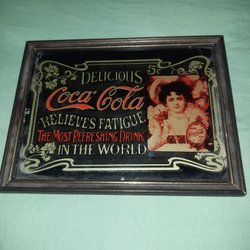 DELICIOUS
5¢
Coca-Cola
RELIEVES FATIGUE
THE MOST REFRESHING DRINK
IN THE WORLD